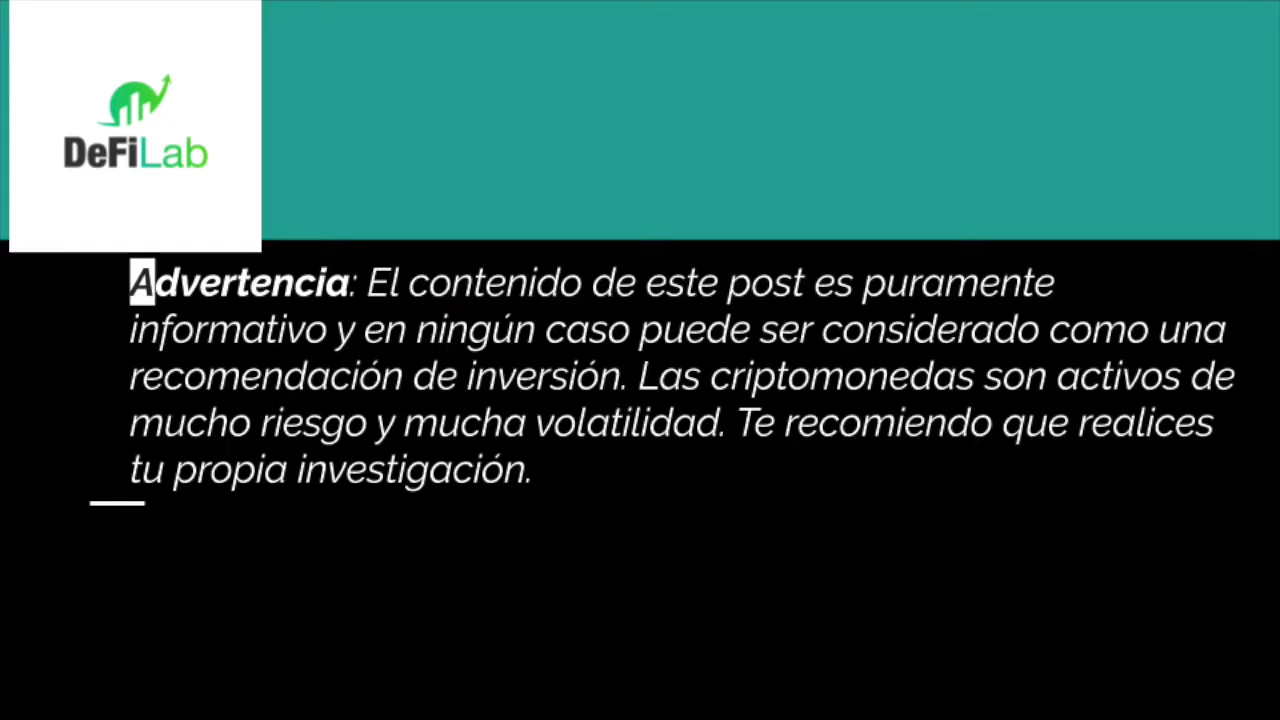 DeFiLab
Advertencia: El contenido de este post es puramente
informativo y en ningún caso puede ser considerado como una
recomendación de inversión. Las criptomonedas son activos de
mucho riesgo y mucha volatilidad. Te recomiendo que realices
tu propia investigación.